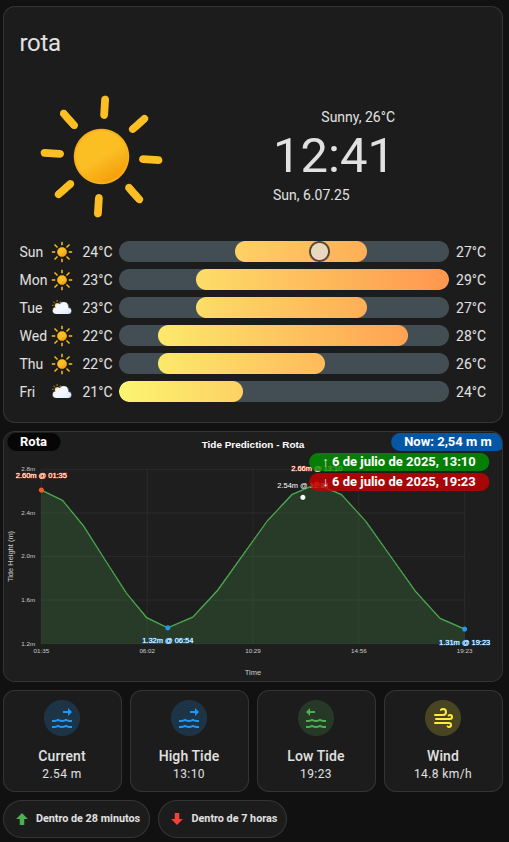 rota
Sunny, 26°C
12:41
Sun, 6.07.25
Sun 24°C 27°C
Mon 23°C 29°C
Tue 23°C 27°C
Wed 22°C 28°C
Thu 22°C 26°C
Fri 21°C 24°C
Rota
Tide Prediction - Rota
Now: 2,54 m m
↑ 6 de julio de 2025, 13:10
↓ 6 de julio de 2025, 19:23
2.8m
2.60m @ 01:35
2.66m @
2.54m @
2.4m
Tide Height (m)
2.0m
1.6m
1.2m
1.32m @ 06:54
1.31m @ 19:23
01:35 06:02 10:29 14:56 19:23
Time
Current
2.54 m
High Tide
13:10
Low Tide
19:23
Wind
14.8 km/h
Dentro de 28 minutos
Dentro de 7 horas